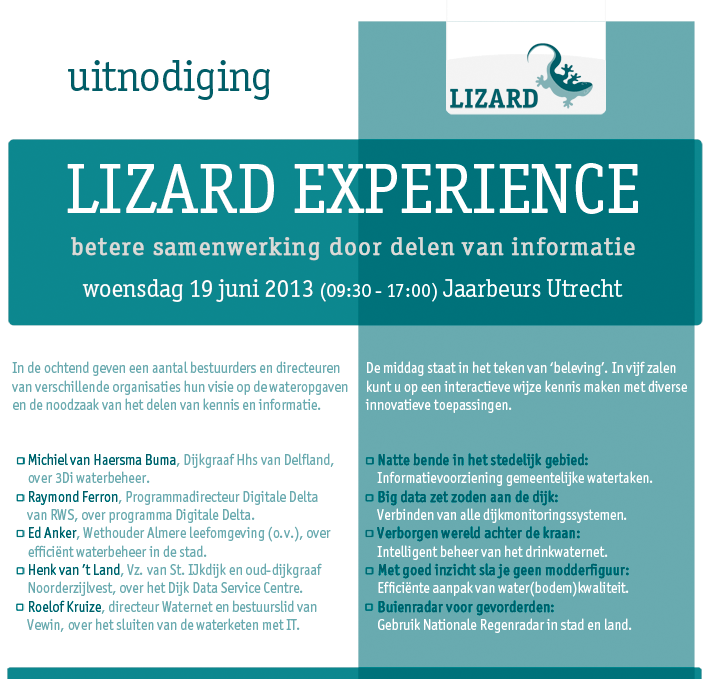 uitnodiging
LIZARD
LIZARD EXPERIENCE
betere samenwerking door delen van informatie
woensdag 19 juni 2013 (09:30 - 17:00) Jaarbeurs Utrecht
In de ochtend geven een aantal bestuurders en directeuren
van verschillende organisaties hun visie op de wateropgaven
en de noodzaak van het delen van kennis en informatie.
Michiel van Haersma Buma, Dijkgraaf Hhs van Delfland,
over 3Di waterbeheer.
Raymond Ferron, Programmadirecteur Digitale Delta
van RWS, over programma Digitale Delta.
Ed Anker, Wethouder Almere leefomgeving (o.v.), over
efficiënt waterbeheer in de stad.
Henk van 't Land, Vz. van St. IJkdijk en oud-dijkgraaf
Noorderzijlvest, over het Dijk Data Service Centre.
Roelof Kruize, directeur Waternet en bestuurslid van
Vewin, over het sluiten van de waterketen met IT.
De middag staat in het teken van ‘beleving’. In vijf zalen
kunt u op een interactieve wijze kennis maken met diverse
innovatieve toepassingen.
Natte bende in het stedelijk gebied:
Informatievoorziening gemeentelijke watertaken.
Big data zet zoden aan de dijk:
Verbinden van alle dijkmonitoringssystemen.
Verborgen wereld achter de kraan:
Intelligent beheer van het drinkwaternet.
Met goed inzicht sla je geen modderfiguur:
Efficiënte aanpak van water(bodem)kwaliteit.
Buienradar voor gevorderden:
Gebruik Nationale Regenradar in stad en land.